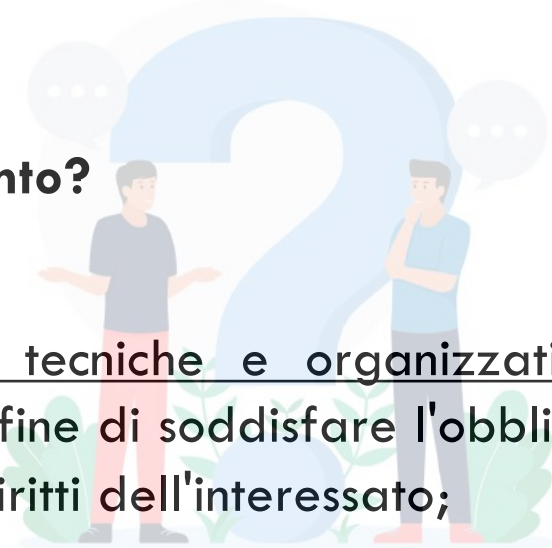 nto?
tecniche e organizzati
fine di soddisfare l'obbli
iritti dell'interessato;